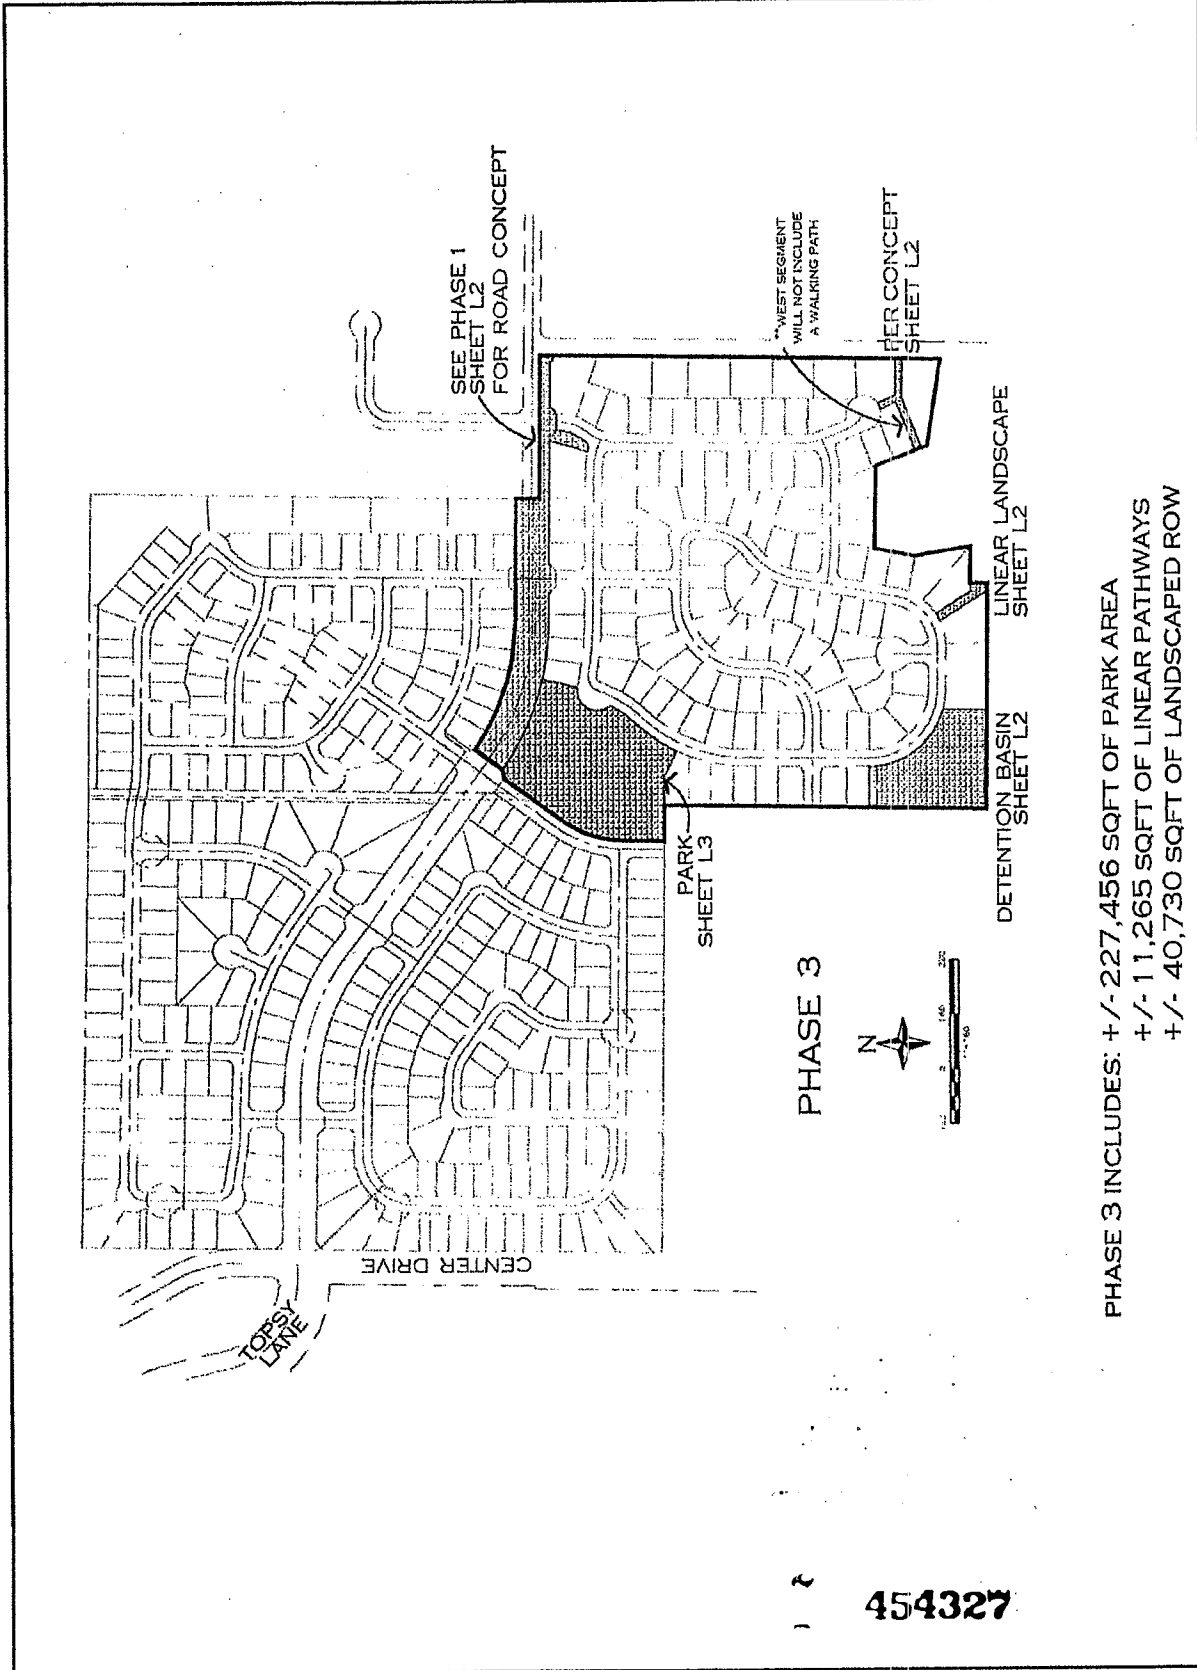 SEE PHASE 1
SHEET L2
FOR ROAD CONCEPT
**WEST SEGMENT
WILL NOT INCLUDE
A WALKING PATH
PER CONCEPT
SHEET L2
LINEAR LANDSCAPE
SHEET L2
DETENTION BASIN
SHEET L2
PARK
SHEET L3
CENTER DRIVE
TOPSY
LANE
PHASE 3
N
PHASE 3 INCLUDES: +/-227,456 SQFT OF PARK AREA
+/- 11,265 SQFT OF LINEAR PATHWAYS
+/- 40,730 SQFT OF LANDSCAPED ROW
454327